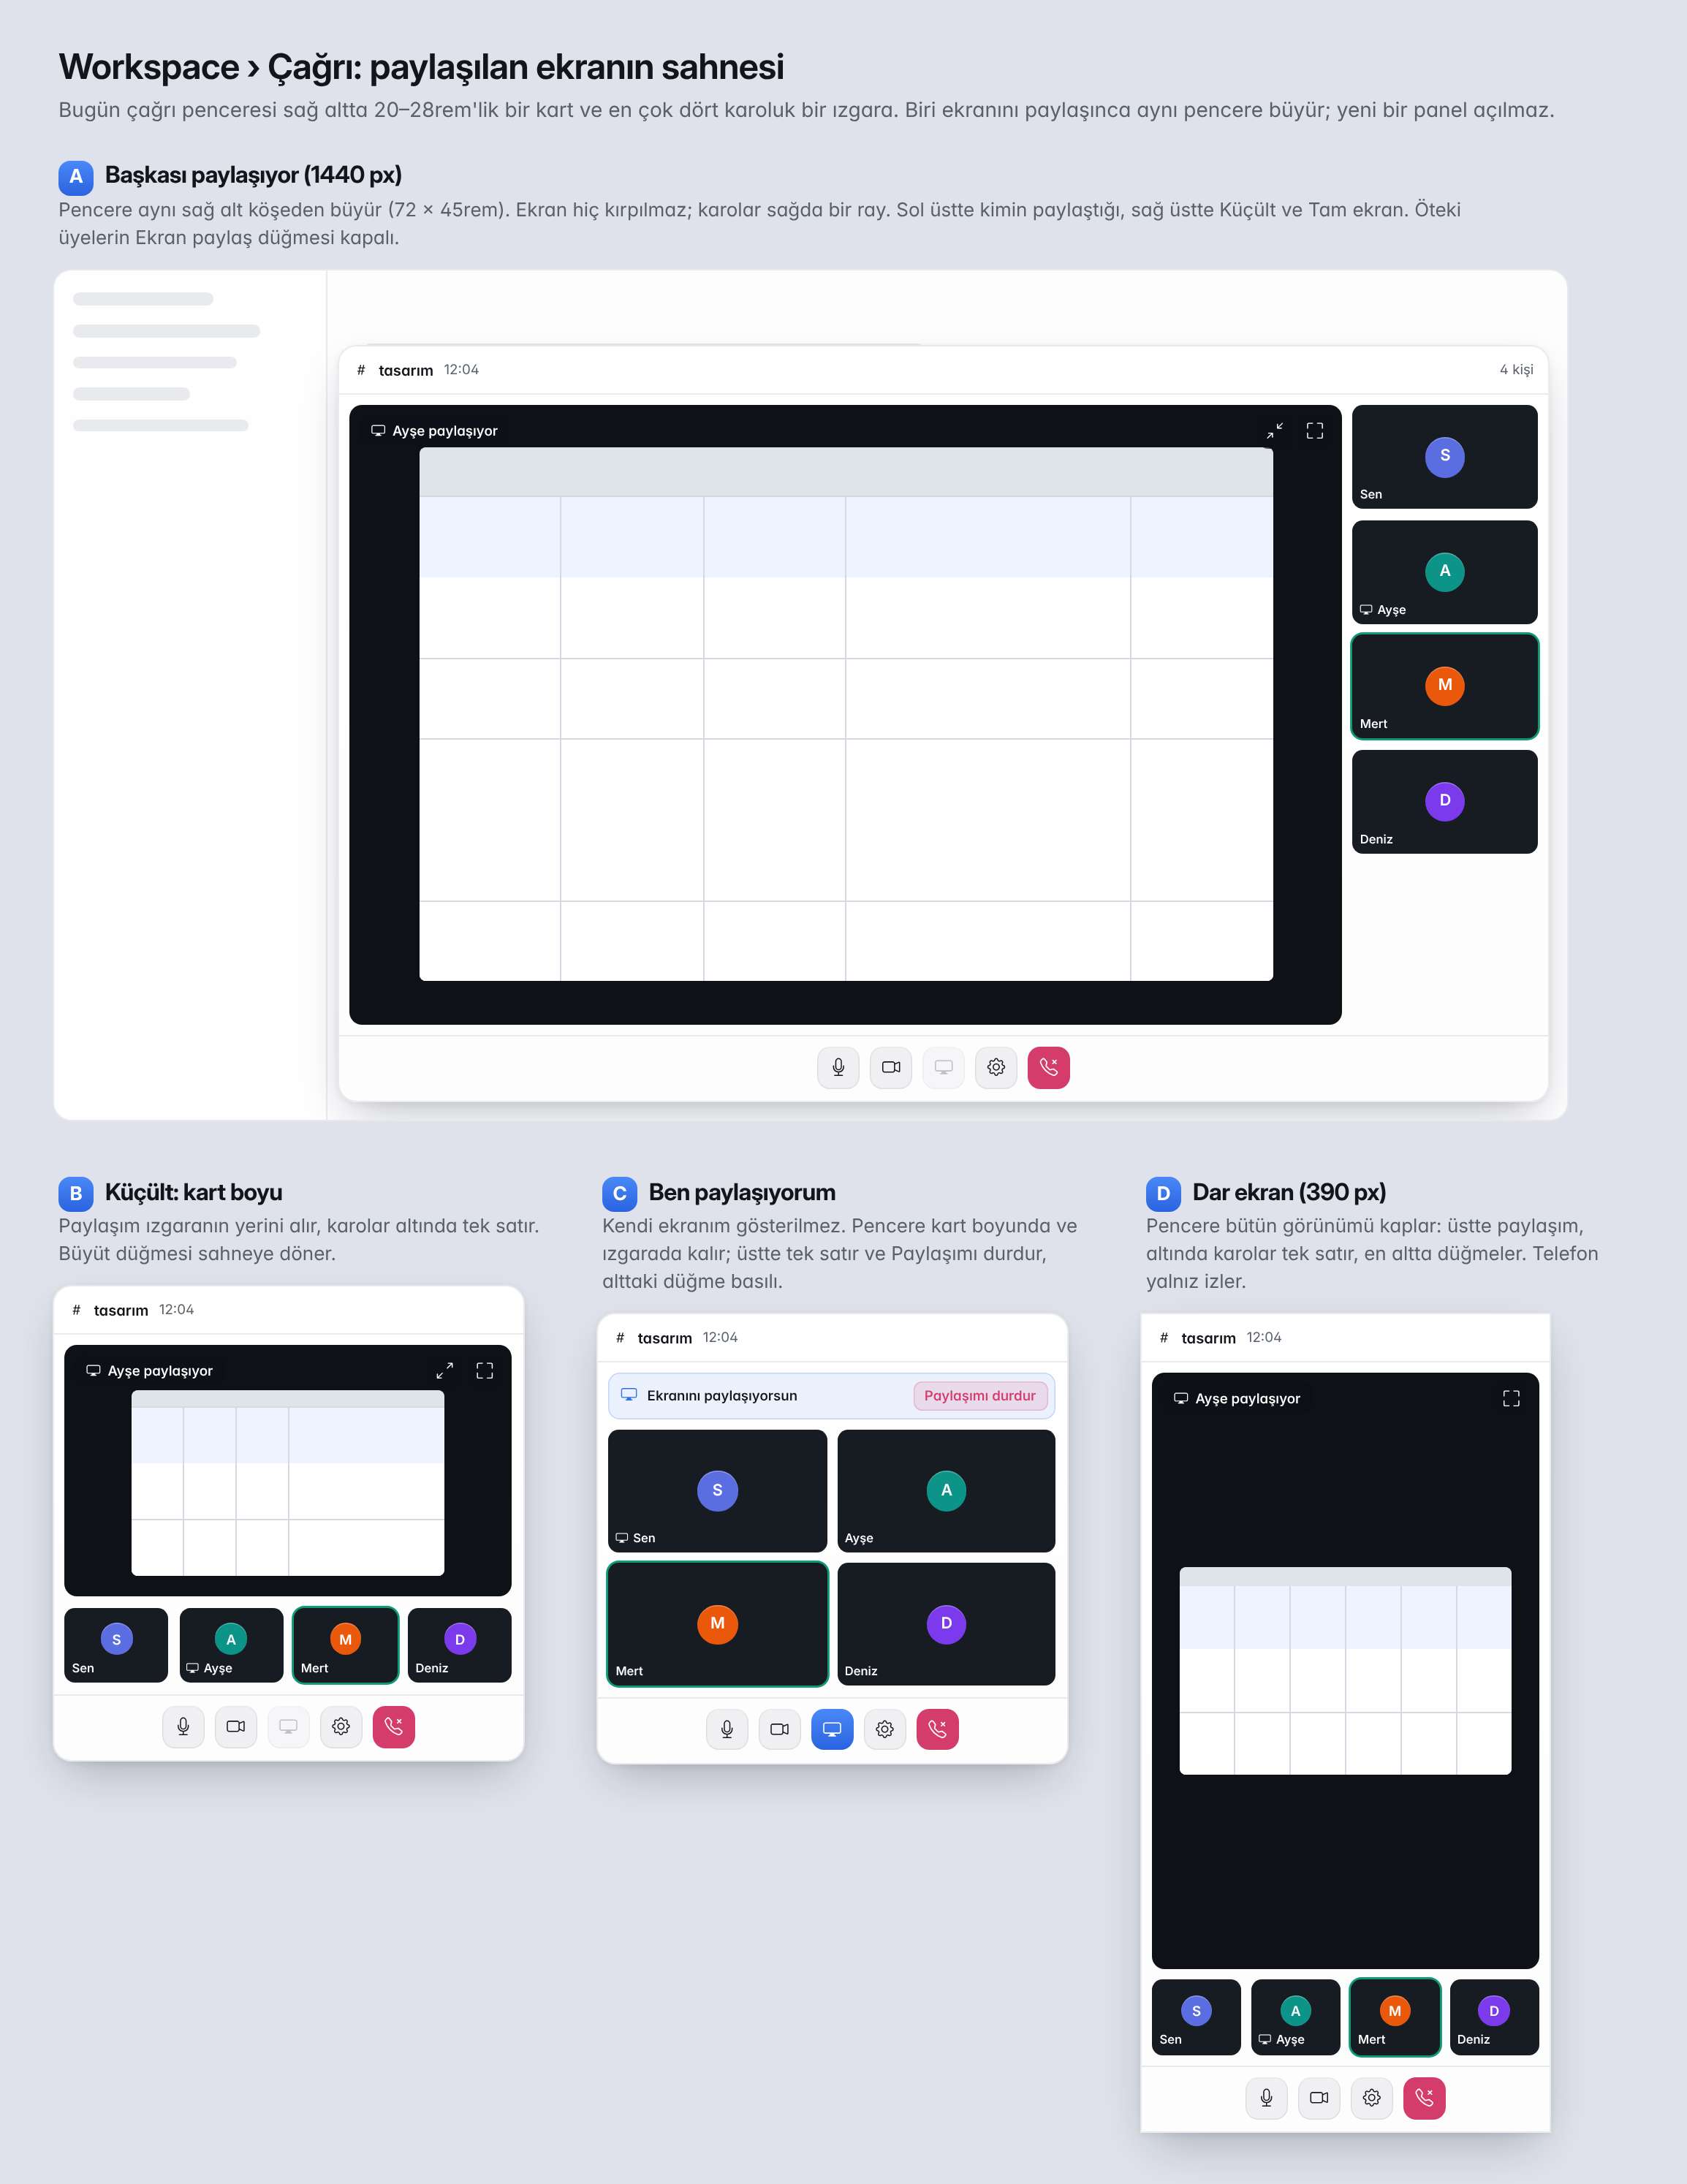 Workspace › Çağrı: paylaşılan ekranın sahnesi
Bugün çağrı penceresi sağ altta 20–28rem'lik bir kart ve en çok dört karoluk bir ızgara. Biri ekranını paylaşınca aynı pencere büyür; yeni bir panel açılmaz.
A Başkası paylaşıyor (1440 px)
Pencere aynı sağ alt köşeden büyür (72 × 45rem). Ekran hiç kırpılmaz; karolar sağda bir ray. Sol üstte kimin paylaştığı, sağ üstte Küçült ve Tam ekran. Öteki
üyelerin Ekran paylaş düğmesi kapalı.
# tasarım 12:04
4 kişi
Ayşe paylaşıyor
S
Sen
A
Ayşe
M
Mert
D
Deniz
B Küçült: kart boyu
Paylaşım ızgaranın yerini alır, karolar altında tek satır.
Büyüt düğmesi sahneye döner.
# tasarım 12:04
Ayşe paylaşıyor
S
Sen
A
Ayşe
M
Mert
D
Deniz
C Ben paylaşıyorum
Kendi ekranım gösterilmez. Pencere kart boyunda ve
ızgarada kalır; üstte tek satır ve Paylaşımı durdur,
alttaki düğme basılı.
# tasarım 12:04
Ekranını paylaşıyorsun
Paylaşımı durdur
S
Sen
A
Ayşe
M
Mert
D
Deniz
D Dar ekran (390 px)
Pencere bütün görünümü kaplar: üstte paylaşım,
altında karolar tek satır, en altta düğmeler. Telefon
yalnız izler.
# tasarım 12:04
Ayşe paylaşıyor
S
Sen
A
Ayşe
M
Mert
D
Deniz